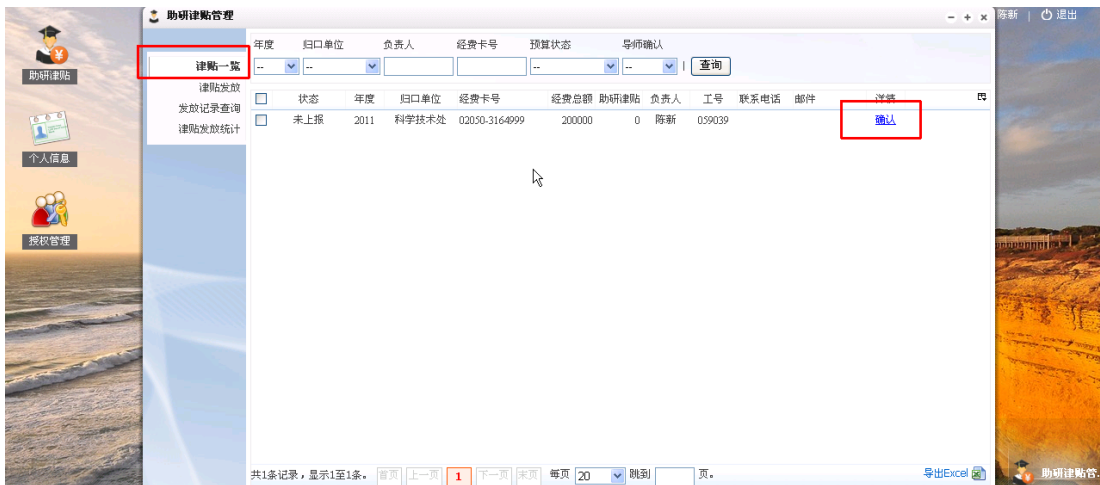 助研津贴管理
陈新 | 退出
助研津贴
个人信息
授权管理
津贴一览
津贴发放
发放记录查询
津贴发放统计
年度 归口单位 负责人 经费卡号 预算状态 导师确认
-- -- -- -- | 查询
状态 年度 归口单位 经费卡号 经费总额 助研津贴 负责人 工号 联系电话 邮件 详情
未上报 2011 科学技术处 02050-3164999 200000 0 陈新 059039 确认
共1条记录，显示1至1条。 首页 上一页 1 下一页 末页 每页 20 跳到 页。 导出Excel
助研津贴管.